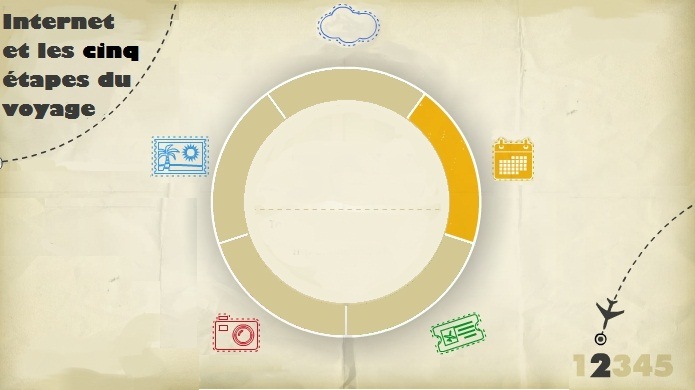 Internet
et les cinq
étapes du
voyage
12345